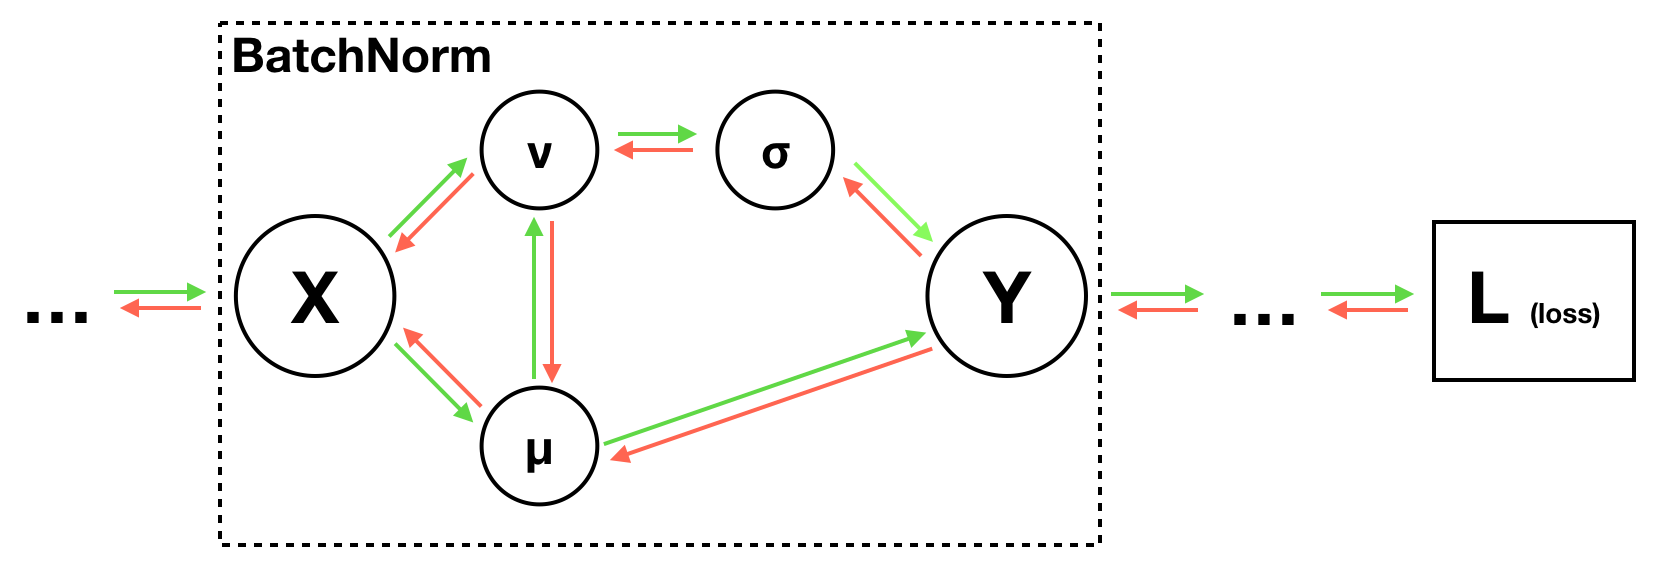 BatchNorm
v
σ
... X Y ... L (loss)
μ